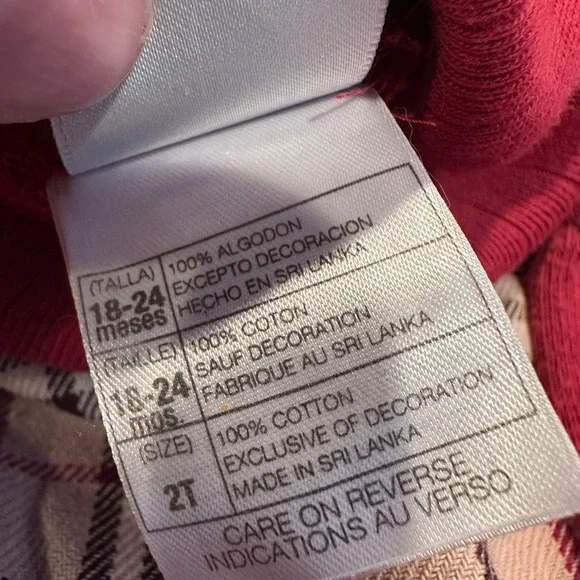 (TALLA)
18-24
meses
100% ALGODON
EXCEPTO DECORACION
HECHO EN SRI LANKA
(TAILLE)
18-24
mos.
100% COTON
SAUF DECORATION
FABRIQUE AU SRI LANKA
(SIZE)
2T
100% COTTON
EXCLUSIVE OF DECORATION
MADE IN SRI LANKA
CARE ON REVERSE
INDICATIONS AU VERSO